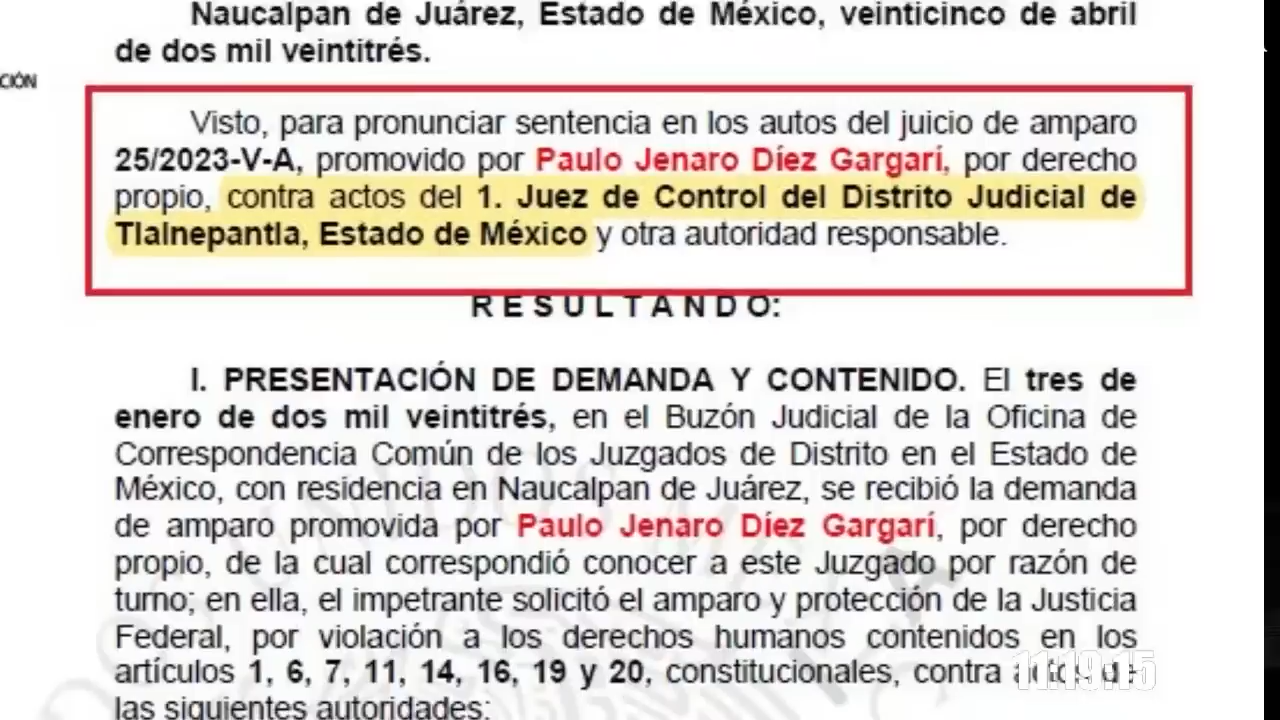 Naucalpan de Juárez, Estado de México, veinticinco de abril
de dos mil veintitrés.
CIÓN
Visto, para pronunciar sentencia en los autos del juicio de amparo
25/2023-V-A, promovido por Paulo Jenaro Díez Gargarí, por derecho
propio, contra actos del 1. Juez de Control del Distrito Judicial de
Tlalnepantla, Estado de México y otra autoridad responsable.
R E S U L T A N D O:
I. PRESENTACIÓN DE DEMANDA Y CONTENIDO. El tres de
enero de dos mil veintitrés, en el Buzón Judicial de la Oficina de
Correspondencia Común de los Juzgados de Distrito en el Estado de
México, con residencia en Naucalpan de Juárez, se recibió la demanda
de amparo promovida por Paulo Jenaro Díez Gargarí, por derecho
propio, de la cual correspondió conocer a este Juzgado por razón de
turno; en ella, el impetrante solicitó el amparo y protección de la Justicia
Federal, por violación a los derechos humanos contenidos en los
artículos 1, 6, 7, 11, 14, 16, 19 y 20, constitucionales, contra actos de
las siguientes autoridades:
11:19:15